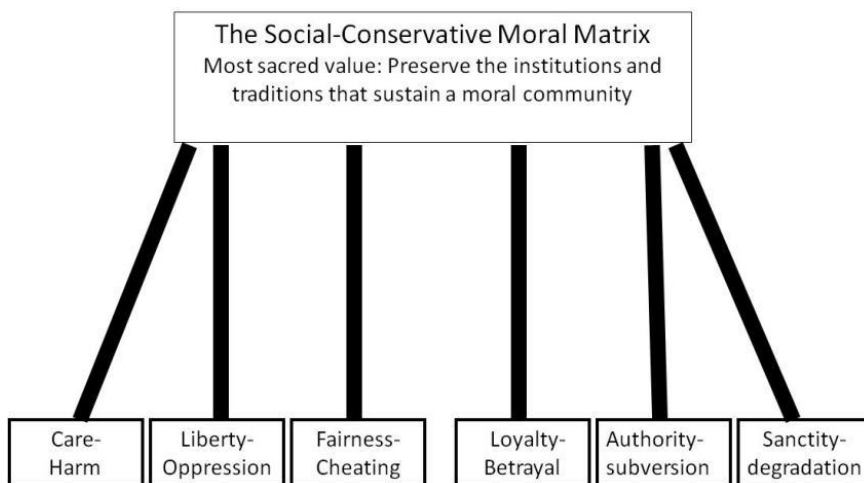 The Social-Conservative Moral Matrix
Most sacred value: Preserve the institutions and
traditions that sustain a moral community
Care-
Harm
Liberty-
Oppression
Fairness-
Cheating
Loyalty-
Betrayal
Authority-
subversion
Sanctity-
degradation